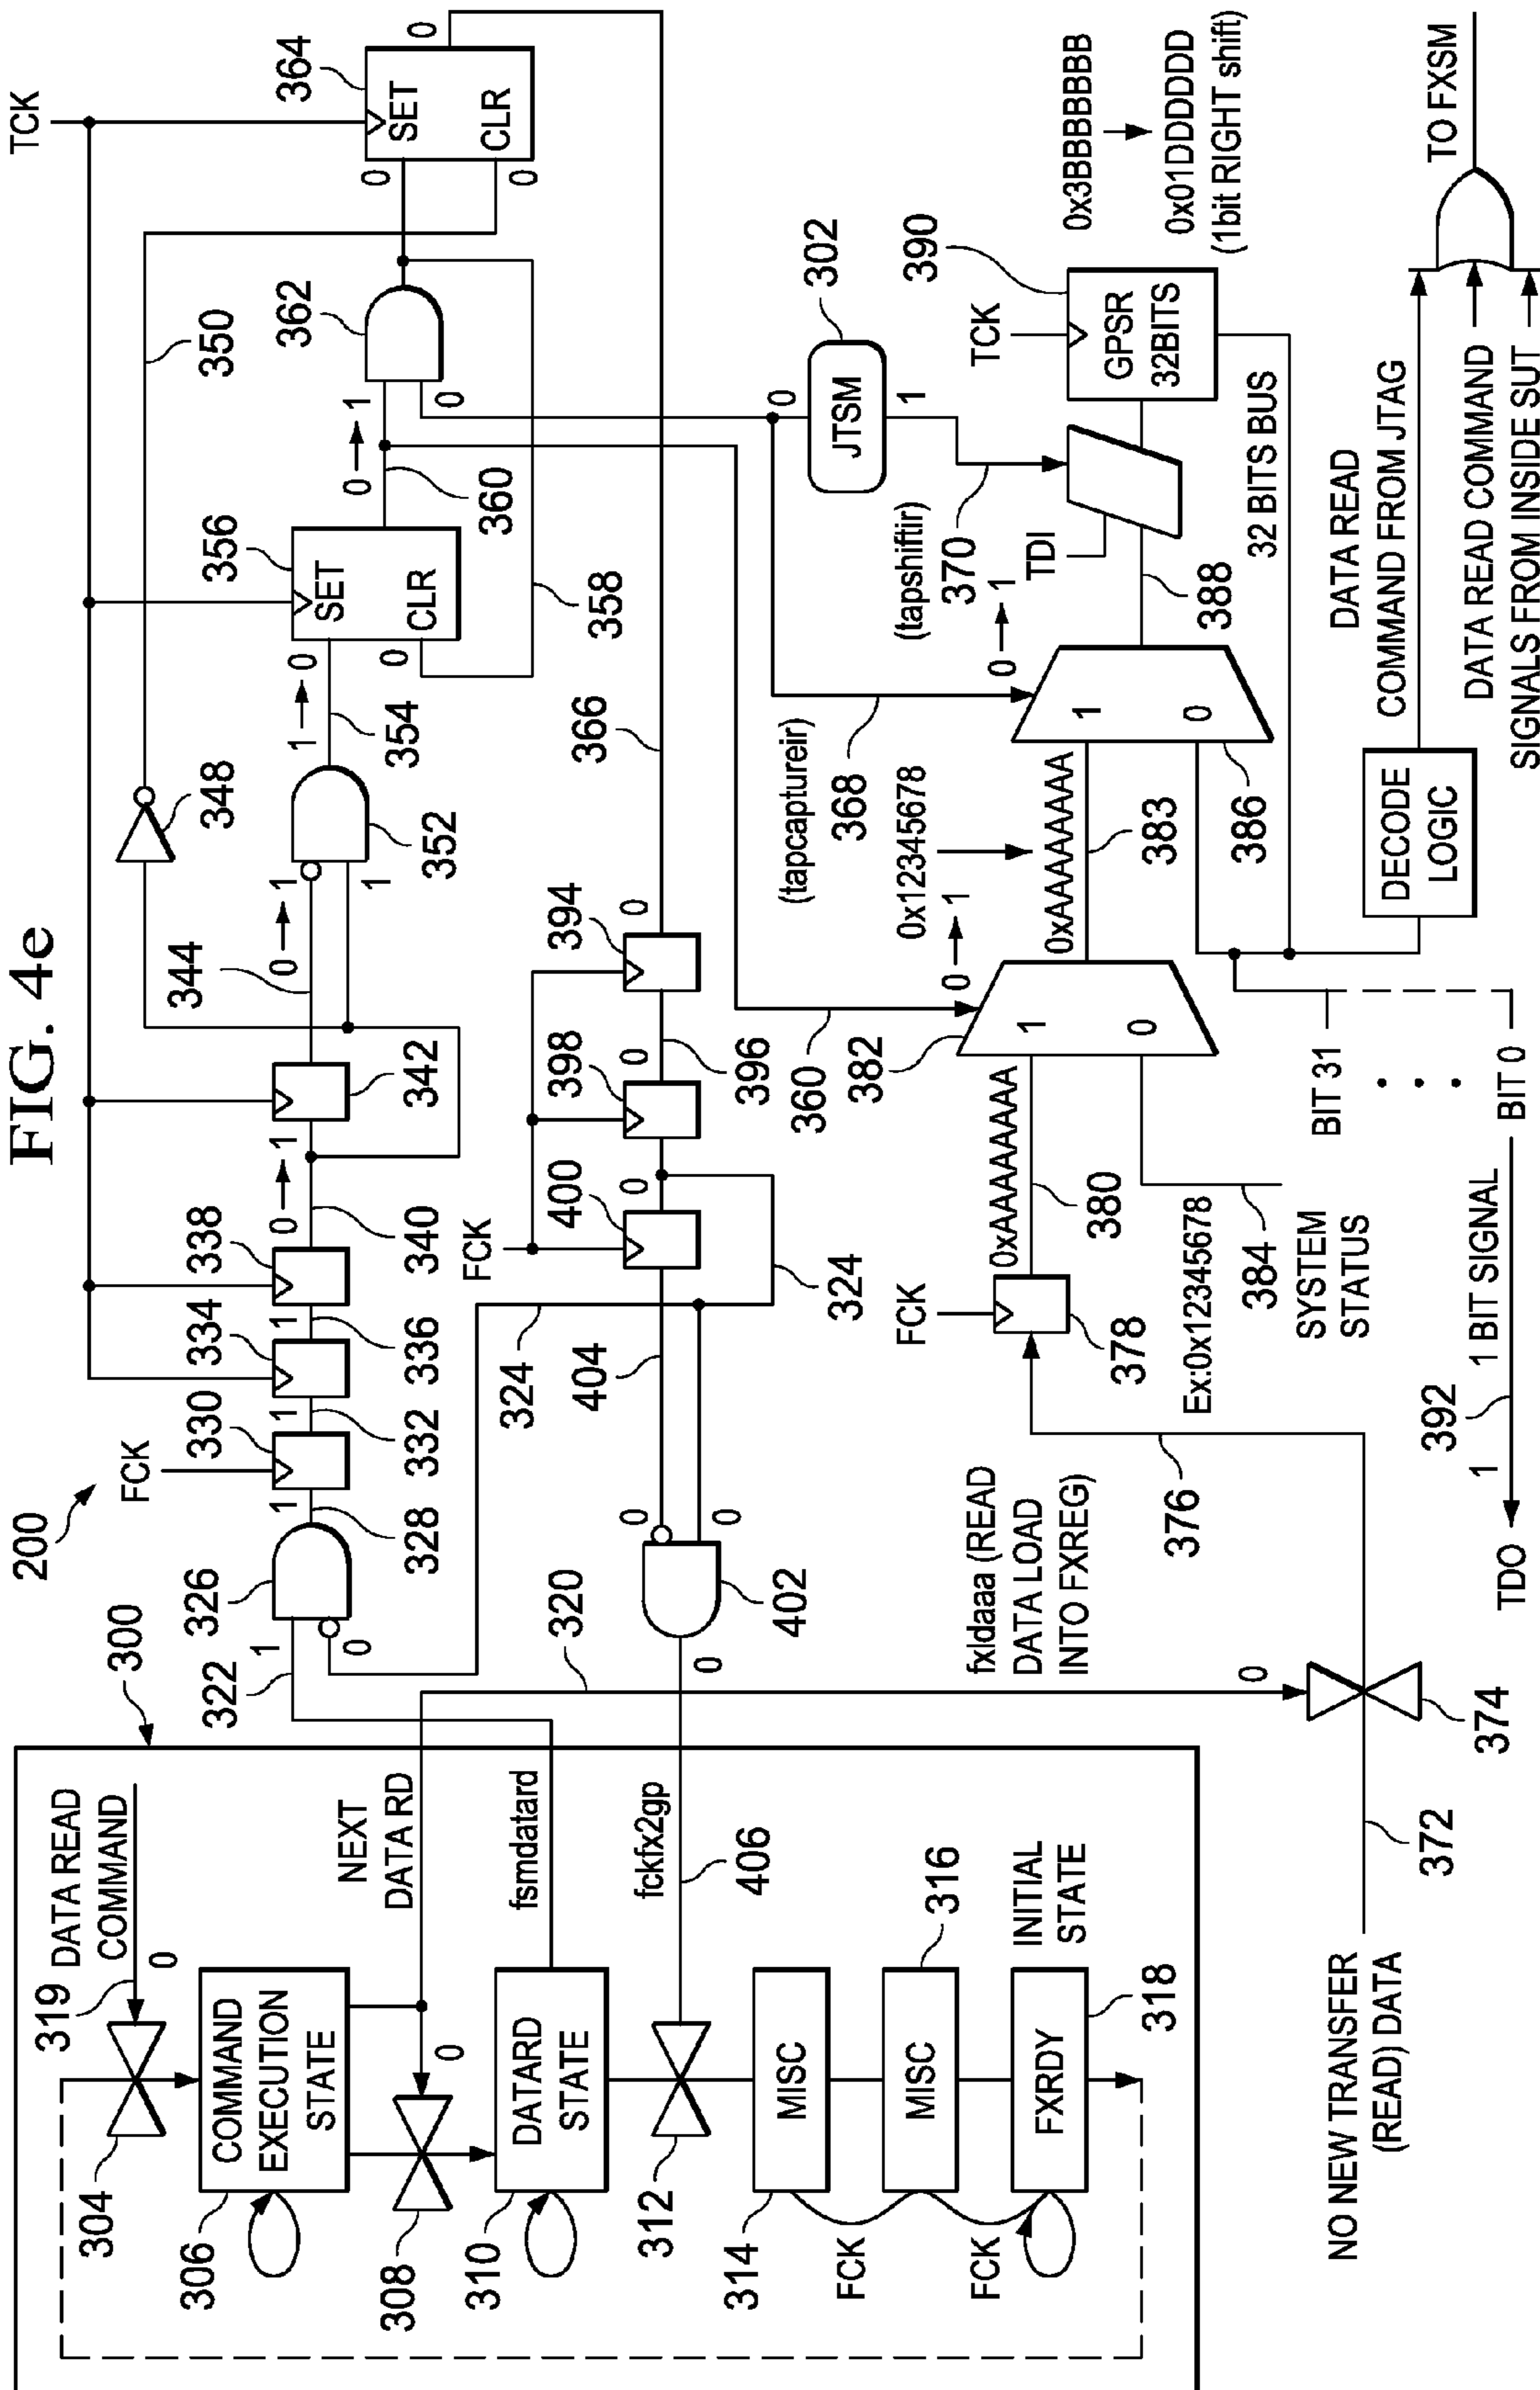 FIG. 4e
200
300
DATA READ
COMMAND
319
0
304
COMMAND
EXECUTION
STATE
306
NEXT
DATA RD
0
308
DATARD
STATE
310
fsmdatard
fckfx2gp
406
312
MISC
314
FCK
MISC
316
FCK
INITIAL
STATE
FXRDY
318
320
322
1
0
326
1
328
FCK
330
1
332
334
1
336
338
0 → 1
340
342
344
0 → 1
1
348
350
352
1 → 0
354
TCK
356
SET
CLR
0
358
0 → 1
360
0
362
364
SET
CLR
0
0
0
366
394
0
396
398
0
FCK
400
0
324
324
404
0
0
402
0
0
374
NO NEW TRANSFER
(READ) DATA
372
376
fxldaaa (READ
DATA LOAD
INTO FXREG)
FCK
378
0xAAAAAAAA
380
Ex:0x12345678
384
SYSTEM
STATUS
360
382
0 → 1
1
0
0x12345678
0xAAAAAAAA
383
(tapcaptureir)
368
0 → 1
1
0
386
388
(tapshiftir)
370
TDI
0
JTSM
302
1
TCK
GPSR
32BITS
390
0x3BBBBBBB
0x01DDDDDD
(1bit RIGHT shift)
32 BITS BUS
BIT 31
BIT 0
1 BIT SIGNAL
392
1
TDO
DECODE
LOGIC
DATA READ
COMMAND FROM JTAG
DATA READ COMMAND
SIGNALS FROM INSIDE SUT
TO FXSM